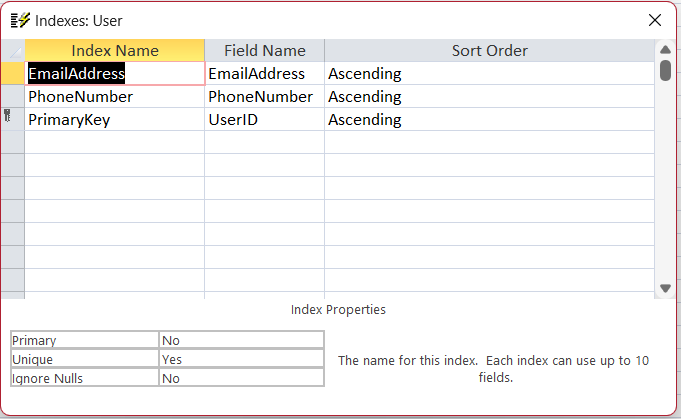 Indexes: User
Index Name Field Name Sort Order
EmailAddress EmailAddress Ascending
PhoneNumber PhoneNumber Ascending
PrimaryKey UserID Ascending
Index Properties
Primary No
Unique Yes
Ignore Nulls No
The name for this index. Each index can use up to 10
fields.